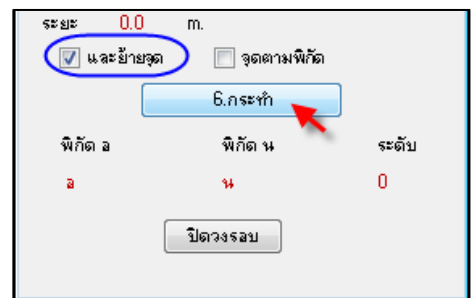 ระยะ 0.0 m.
และย้ายจุด จุดตามพิกัด
6.กระทำ
พิกัด อ พิกัด น ระดับ
อ น 0
ปิดวงรอบ